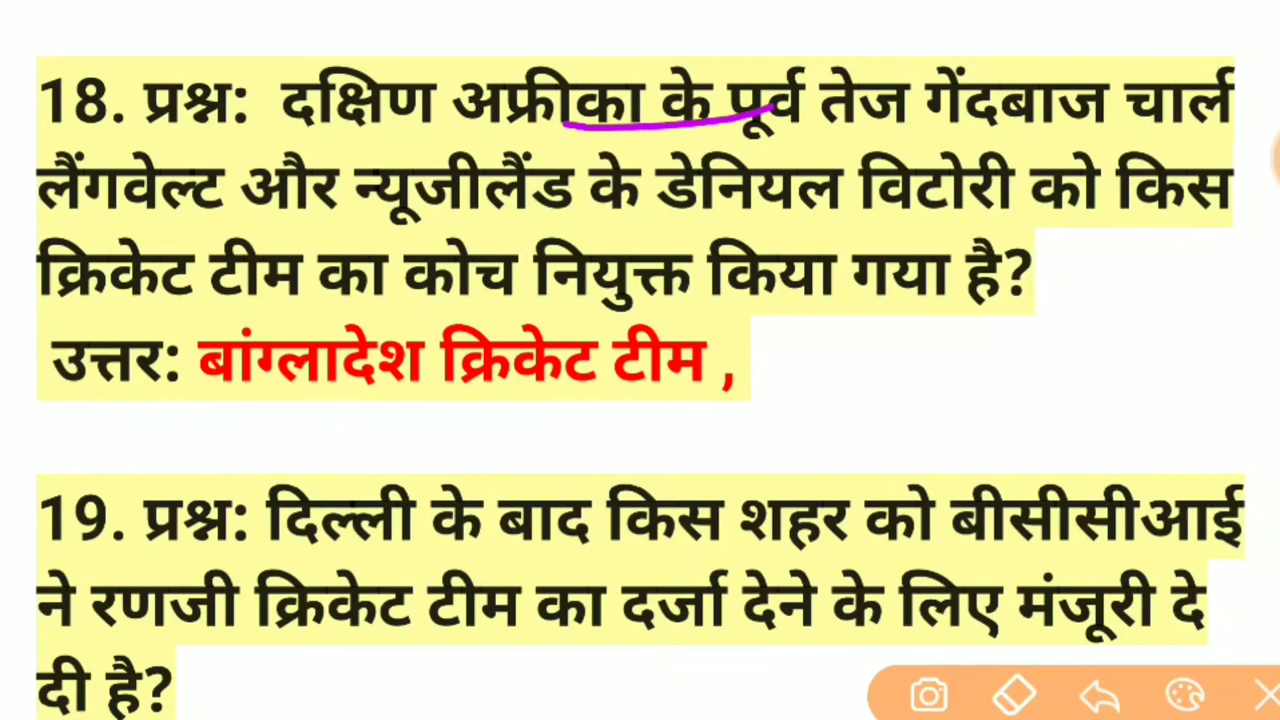 18. प्रश्न: दक्षिण अफ्रीका के पूर्व तेज गेंदबाज चार्ल
लैंगवेल्ट और न्यूजीलैंड के डेनियल विटोरी को किस
क्रिकेट टीम का कोच नियुक्त किया गया है?
उत्तर: बांग्लादेश क्रिकेट टीम ,
19. प्रश्न: दिल्ली के बाद किस शहर को बीसीसीआई
ने रणजी क्रिकेट टीम का दर्जा देने के लिए मंजूरी दे
दी है?